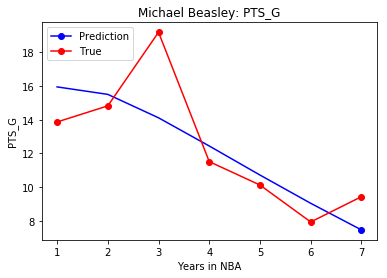 Michael Beasley: PTS_G
Prediction
True
18
16
14
12
10
8
PTS_G
1 2 3 4 5 6 7
Years in NBA